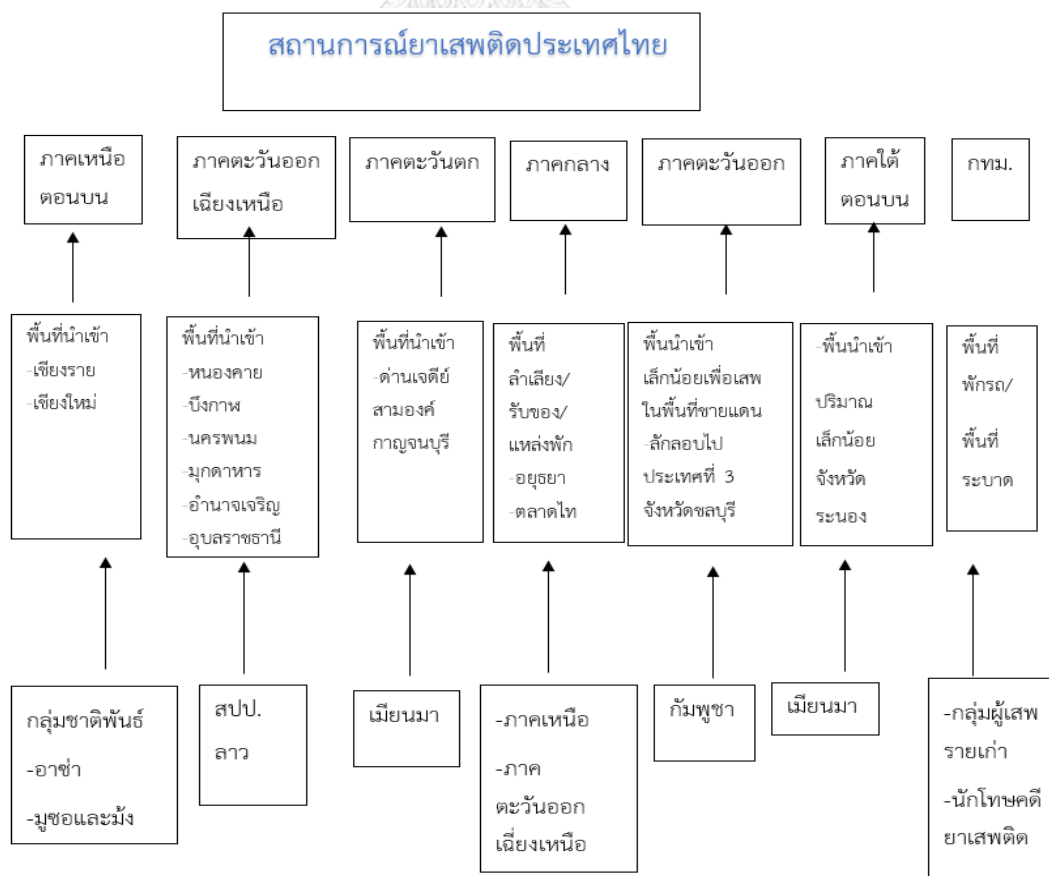 สถานการณ์ยาเสพติดประเทศไทย
ภาคเหนือ
ตอนบน
ภาคตะวันออก
เฉียงเหนือ
ภาคตะวันตก
ภาคกลาง
ภาคตะวันออก
ภาคใต้
ตอนบน
กทม.
พื้นที่นำเข้า
-เชียงราย
-เชียงใหม่
พื้นที่นำเข้า
-หนองคาย
-บึงกาฬ
-นครพนม
-มุกดาหาร
-อำนาจเจริญ
-อุบลราชธานี
พื้นที่นำเข้า
-ด่านเจดีย์
สามองค์
กาญจนบุรี
พื้นที่
ลำเลียง/
รับของ/
แหล่งพัก
-อยุธยา
-ตลาดไท
พื้นนำเข้า
เล็กน้อยเพื่อเสพ
ในพื้นที่ชายแดน
-ลักลอบไป
ประเทศที่ 3
จังหวัดชลบุรี
-พื้นนำเข้า
ปริมาณ
เล็กน้อย
จังหวัด
ระนอง
พื้นที่
พักรถ/
พื้นที่
ระบาด
กลุ่มชาติพันธ์
-อาข่า
-มูซอและม้ง
สปป.
ลาว
เมียนมา
-ภาคเหนือ
-ภาค
ตะวันออก
เฉี่ยงเหนือ
กัมพูชา
เมียนมา
-กลุ่มผู้เสพ
รายเก่า
-นักโทษคดี
ยาเสพติด